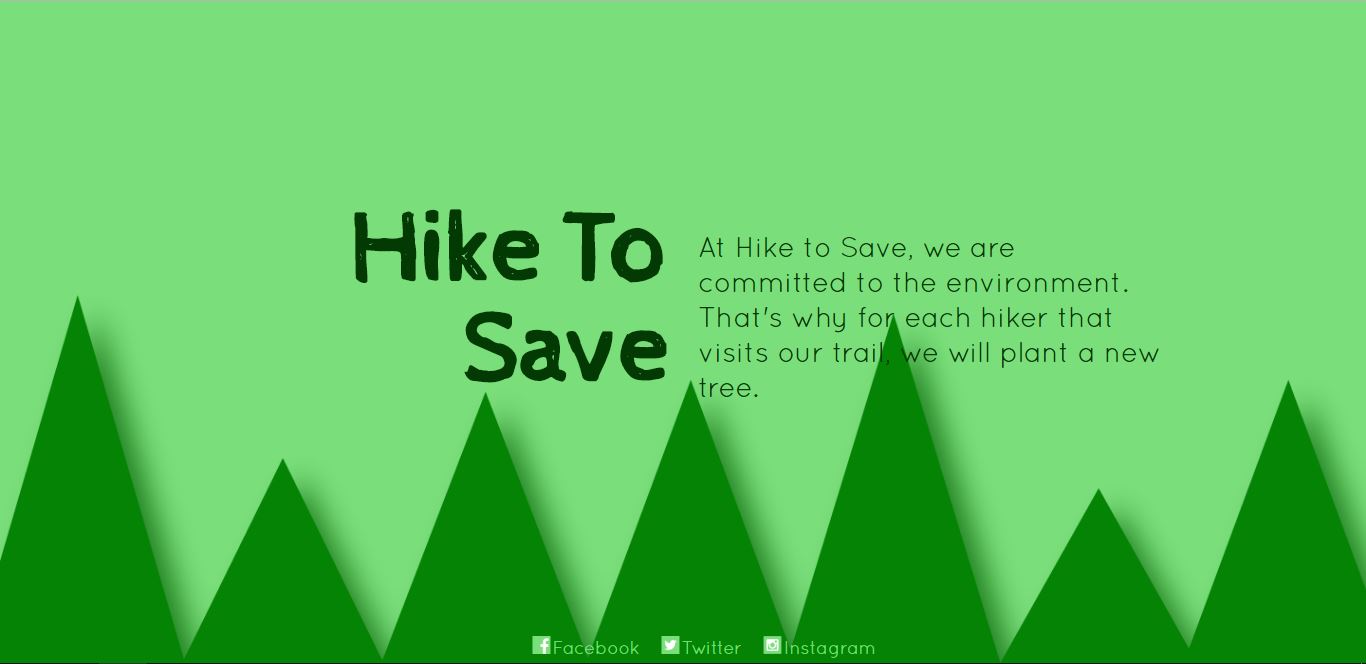 Hike To
Save
At Hike to Save, we are
committed to the environment.
That's why for each hiker that
visits our trail, we will plant a new
tree.
Facebook Twitter Instagram